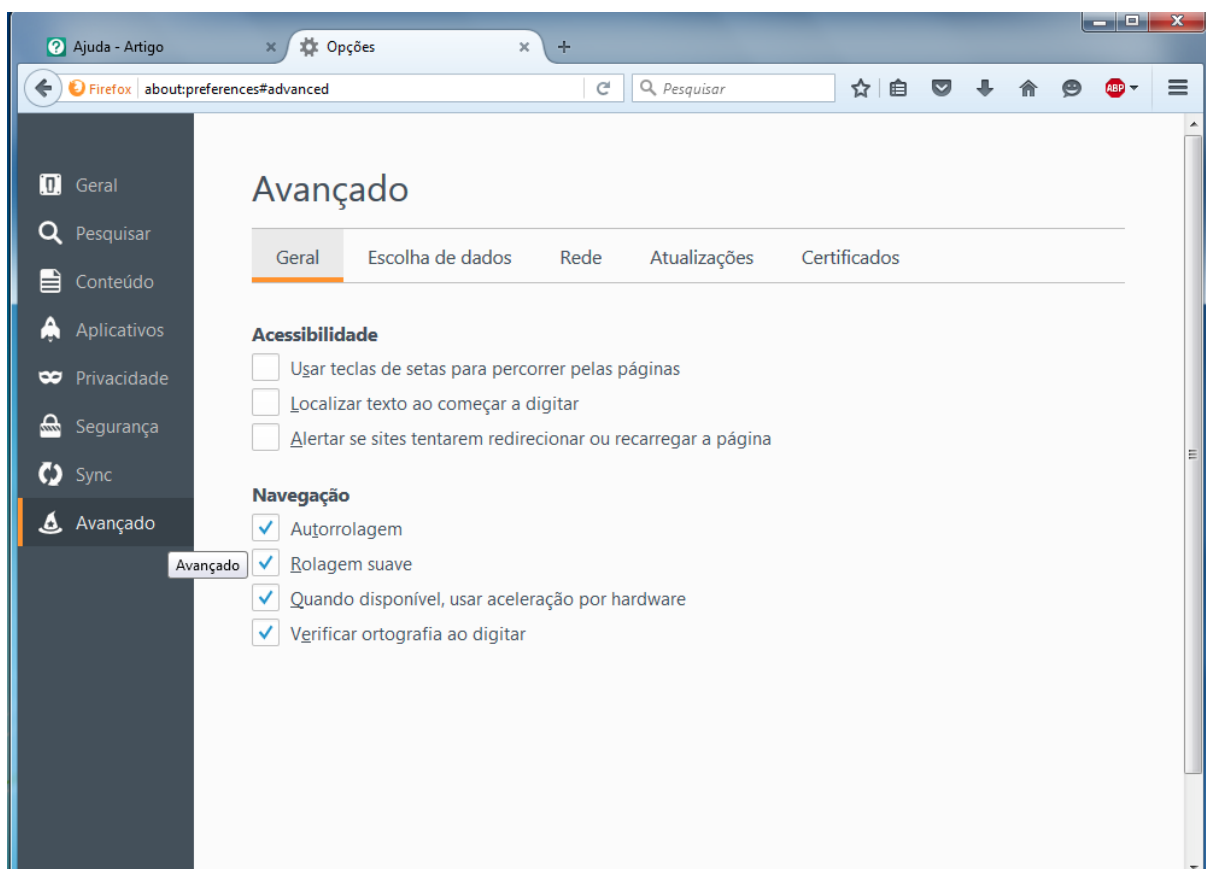 Ajuda - Artigo
Opções
Firefox about:preferences#advanced
Pesquisar
ABP
Geral
Pesquisar
Conteúdo
Aplicativos
Privacidade
Segurança
Sync
Avançado
Avançado
Avançado
Geral Escolha de dados Rede Atualizações Certificados
Acessibilidade
Usar teclas de setas para percorrer pelas páginas
Localizar texto ao começar a digitar
Alertar se sites tentarem redirecionar ou recarregar a página
Navegação
Autorrolagem
Rolagem suave
Quando disponível, usar aceleração por hardware
Verificar ortografia ao digitar